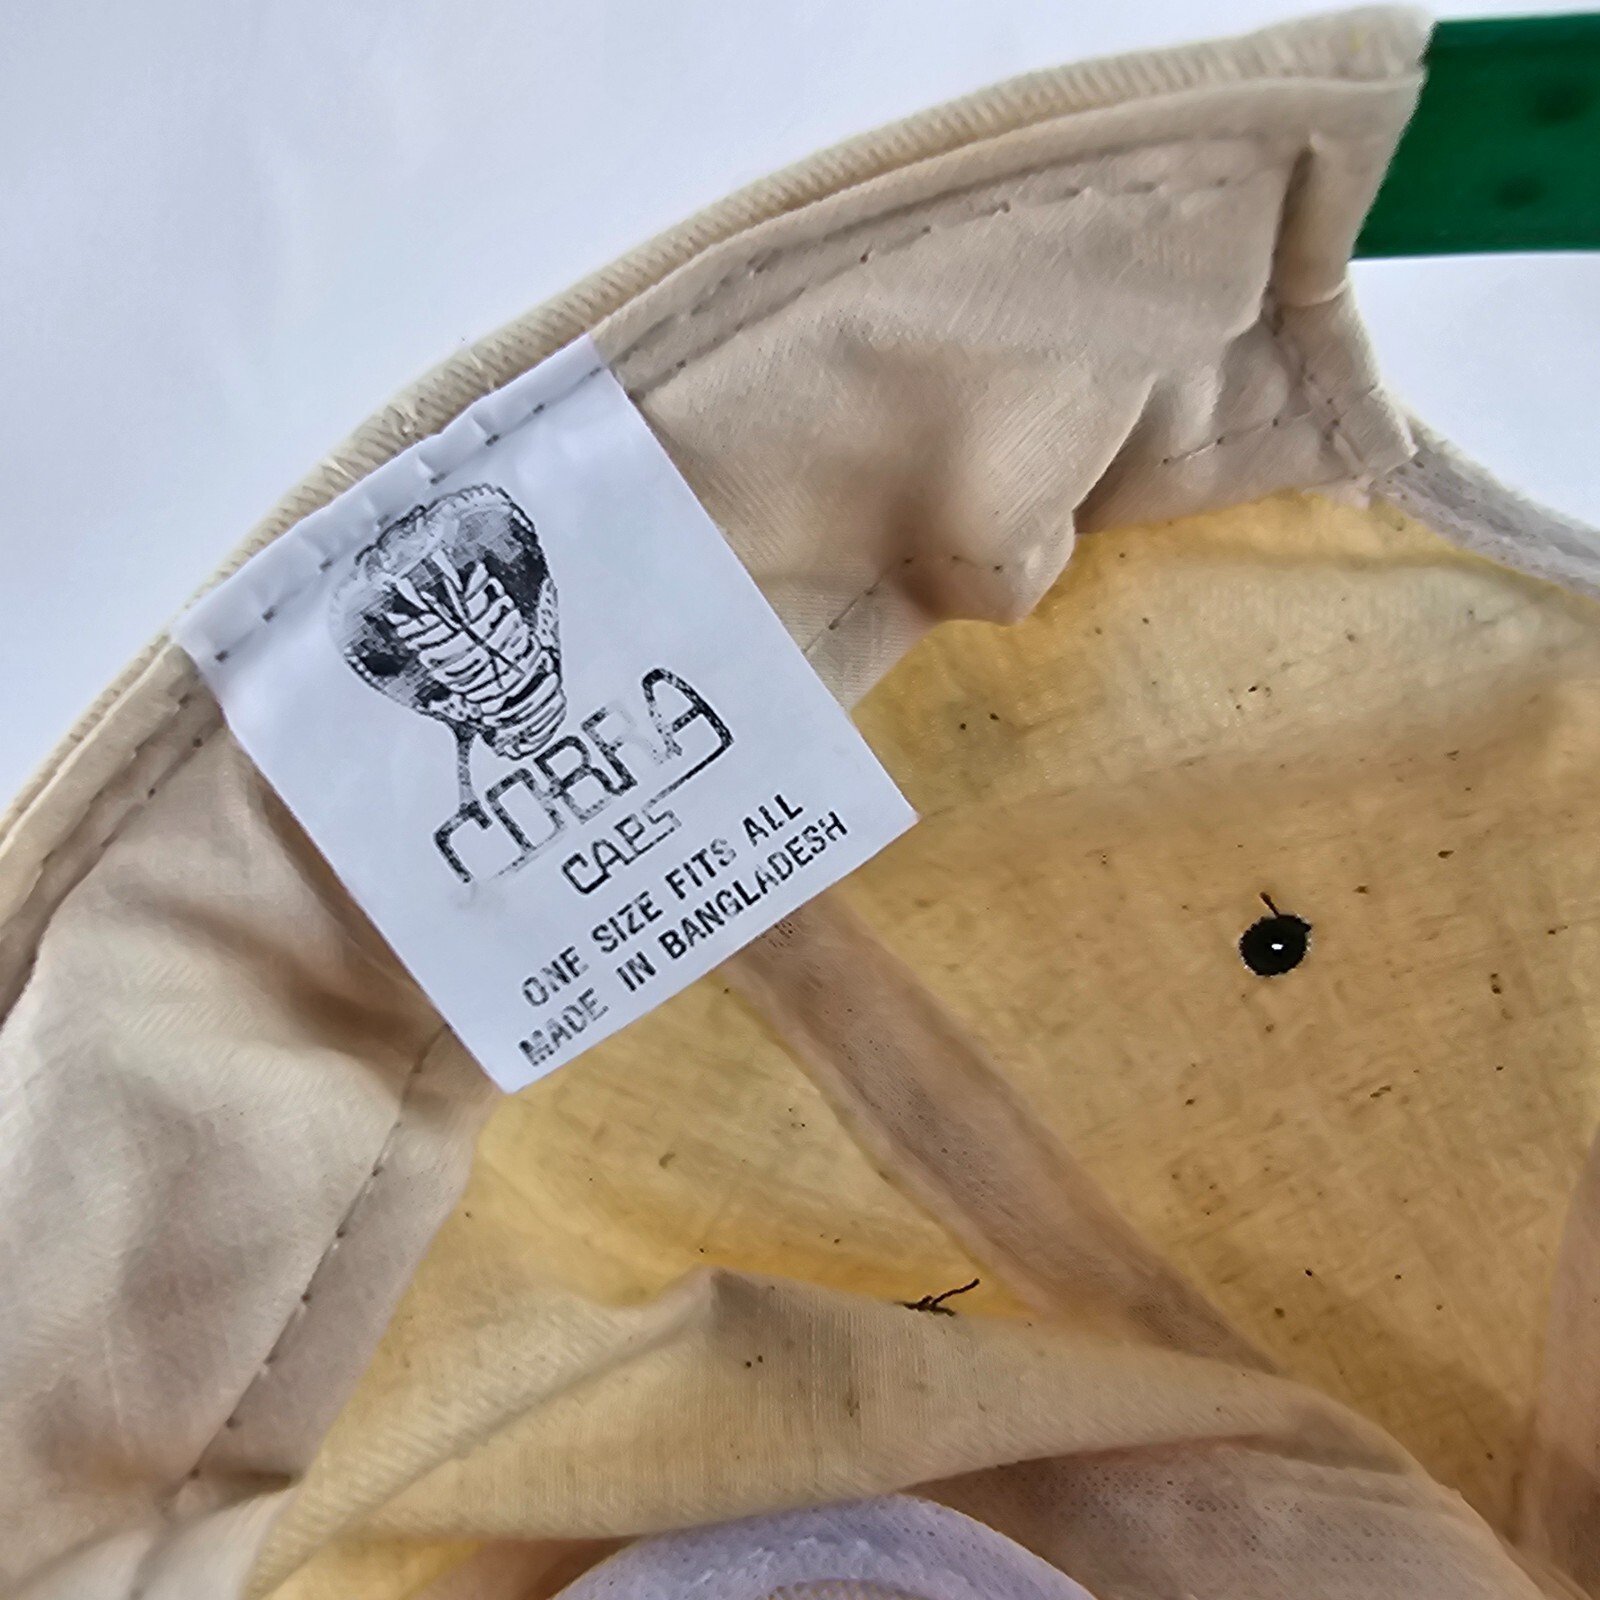 COBRA
CAPS
ONE SIZE FITS ALL
MADE IN BANGLADESH